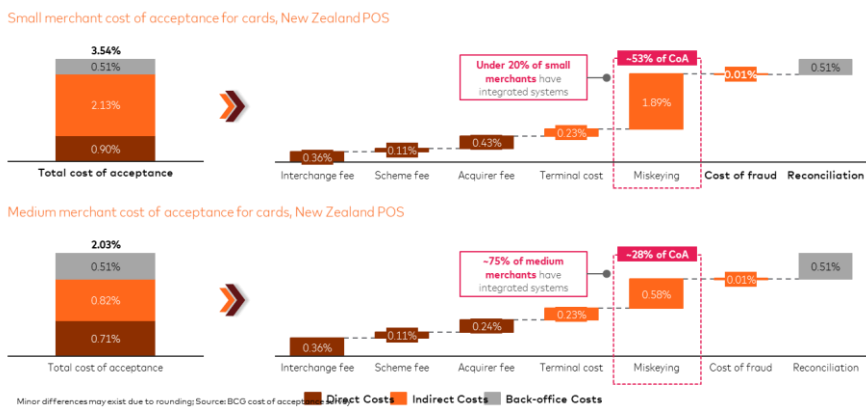 Small merchant cost of acceptance for cards, New Zealand POS
3.54%
0.51%
2.13%
0.90%
Total cost of acceptance
Under 20% of small
merchants have
integrated systems
~53% of CoA
0.36%
0.11%
0.43%
0.23%
1.89%
0.01%
0.51%
Interchange fee
Scheme fee
Acquirer fee
Terminal cost
Miskeying
Cost of fraud
Reconciliation
Medium merchant cost of acceptance for cards, New Zealand POS
2.03%
0.51%
0.82%
0.71%
Total cost of acceptance
~75% of medium
merchants have
integrated systems
~28% of CoA
0.36%
0.11%
0.24%
0.23%
0.58%
0.01%
0.51%
Interchange fee
Scheme fee
Acquirer fee
Terminal cost
Miskeying
Cost of fraud
Reconciliation
Minor differences may exist due to rounding; Source: BCG cost of acceptance survey
Direct Costs
Indirect Costs
Back-office Costs